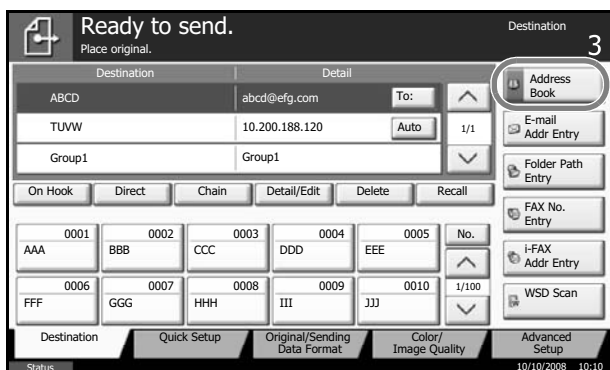 Ready to send.
Place original.
Destination
3
Destination Detail
ABCD abcd@efg.com To:
TUVW 10.200.188.120 Auto 1/1
Group1 Group1
Address
Book
E-mail
Addr Entry
Folder Path
Entry
FAX No.
Entry
i-FAX
Addr Entry
WSD Scan
On Hook Direct Chain Detail/Edit Delete Recall
0001 0002 0003 0004 0005 No.
AAA BBB CCC DDD EEE
0006 0007 0008 0009 0010 1/100
FFF GGG HHH III JJJ
Destination Quick Setup Original/Sending
Data Format Color/
Image Quality Advanced
Setup
Status 10/10/2008 10:10